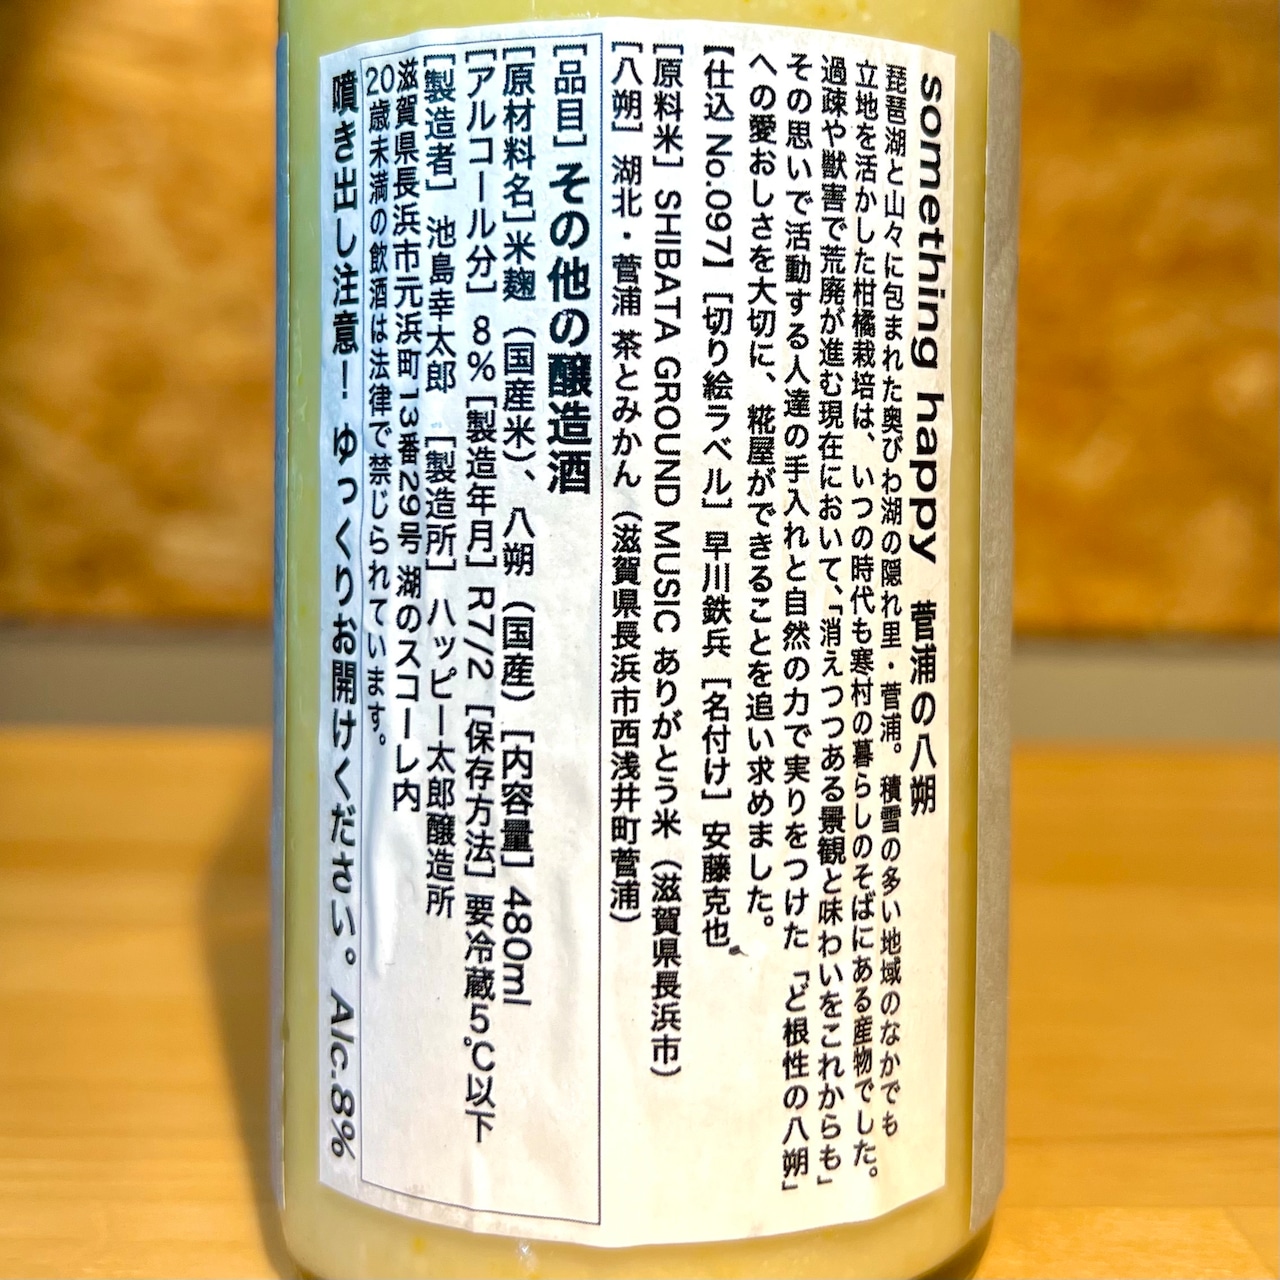 something happy 菅浦の八朔
琵琶湖と山々に包まれた奥びわ湖の隠れ里・菅浦。積雪の多い地域のなかでも
立地を活かした柑橘栽培は、いつの時代も寒村の暮らしのそばにある産物でした。
過疎や獣害で荒廃が進む現在において、「消えつつある景観と味わいをこれからも」
その思いで活動する人達の手入れと自然の力で実りをつけた「ど根性の八朔」
への愛おしさを大切に、糀屋ができることを追い求めました。
【仕込 No.097】［切り絵ラベル］早川鉄兵［名付け］安藤克也
［原料米］SHIBATA GROUND MUSIC ありがとう米（滋賀県長浜市）
［八朔］湖北・菅浦 茶とみかん（滋賀県長浜市西浅井町菅浦）
［品目］その他の醸造酒
［原材料名］米麹（国産米）、八朔（国産）［内容量］480ml
［アルコール分］8％［製造年月］R7/2［保存方法］要冷蔵5℃以下
［製造者］池島幸太郎［製造所］ハッピー太郎醸造所
滋賀県長浜市元浜町13番29号 湖のスコーレ内
20歳未満の飲酒は法律で禁じられています。
噴き出し注意！ゆっくりお開けください。Alc.8%